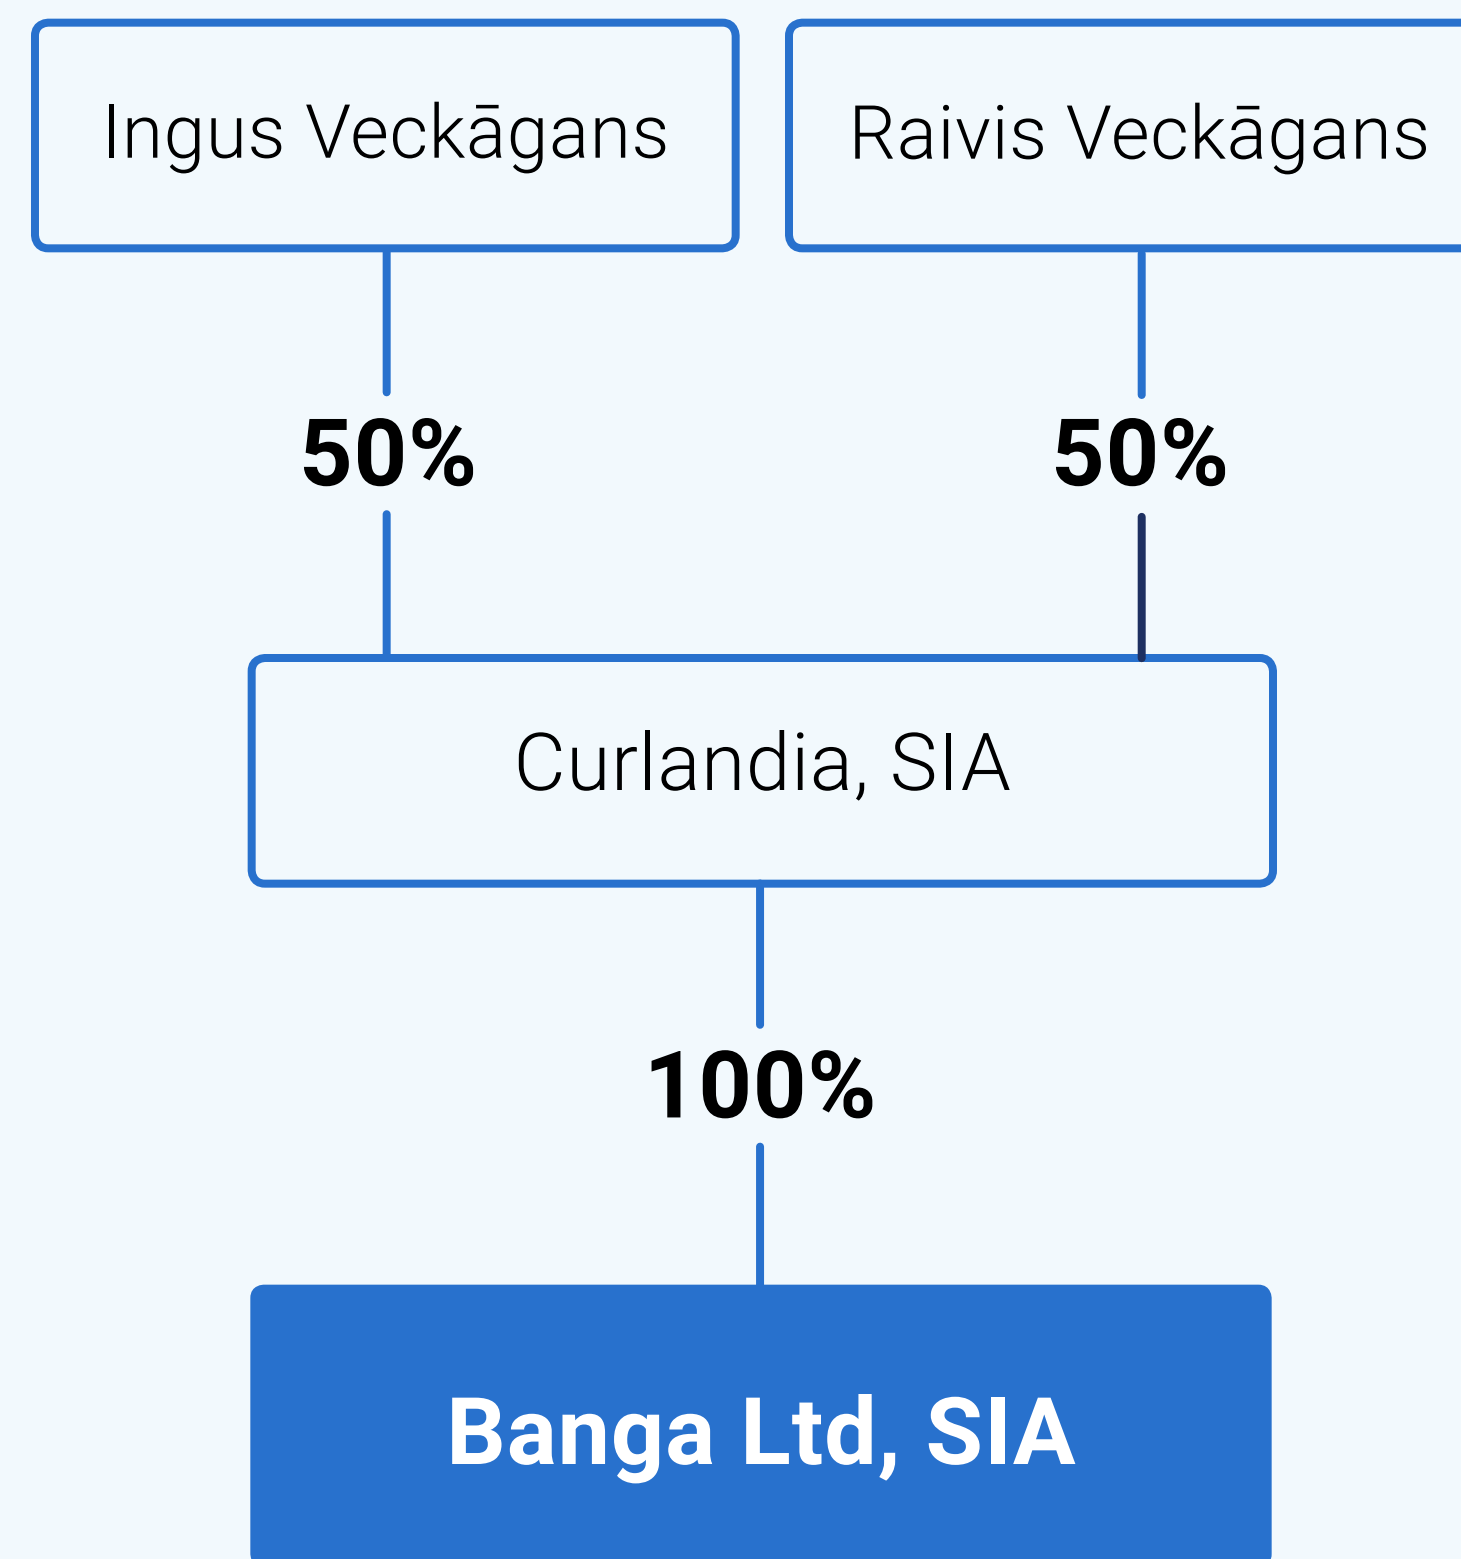 Ingus Veckāgans
Raivis Veckāgans
50%
50%
Curlandia, SIA
100%
Banga Ltd, SIA